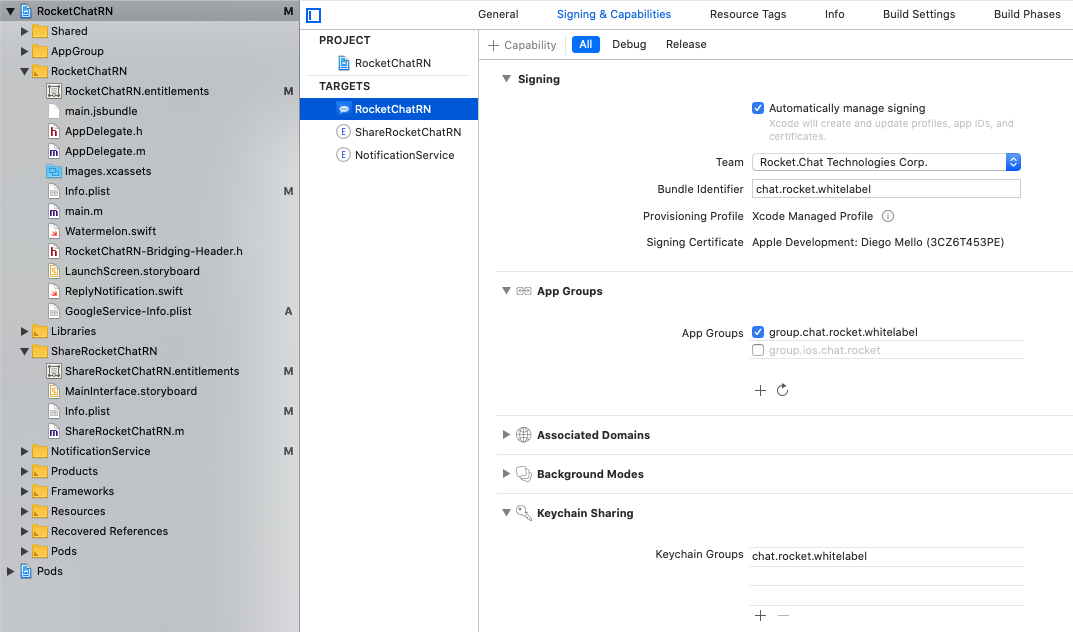 RocketChatRN M
Shared
AppGroup
RocketChatRN
RocketChatRN.entitlements M
main.jsbundle
h AppDelegate.h
m AppDelegate.m
Images.xcassets
Info.plist M
m main.m
Watermelon.swift
h RocketChatRN-Bridging-Header.h
LaunchScreen.storyboard
ReplyNotification.swift
GoogleService-Info.plist A
Libraries
ShareRocketChatRN
ShareRocketChatRN.entitlements M
MainInterface.storyboard
Info.plist M
m ShareRocketChatRN.m
NotificationService M
Products
Frameworks
Resources
Recovered References
Pods
Pods
General Signing & Capabilities Resource Tags Info Build Settings Build Phases
PROJECT
RocketChatRN
TARGETS
RocketChatRN
E ShareRocketChatRN
E NotificationService
+ Capability All Debug Release
Signing
Automatically manage signing
Xcode will create and update profiles, app IDs, and
certificates.
Team Rocket.Chat Technologies Corp.
Bundle Identifier chat.rocket.whitelabel
Provisioning Profile Xcode Managed Profile
Signing Certificate Apple Development: Diego Mello (3CZ6T453PE)
App Groups
App Groups group.chat.rocket.whitelabel
group.ios.chat.rocket
+
Associated Domains
Background Modes
Keychain Sharing
Keychain Groups chat.rocket.whitelabel
+ —